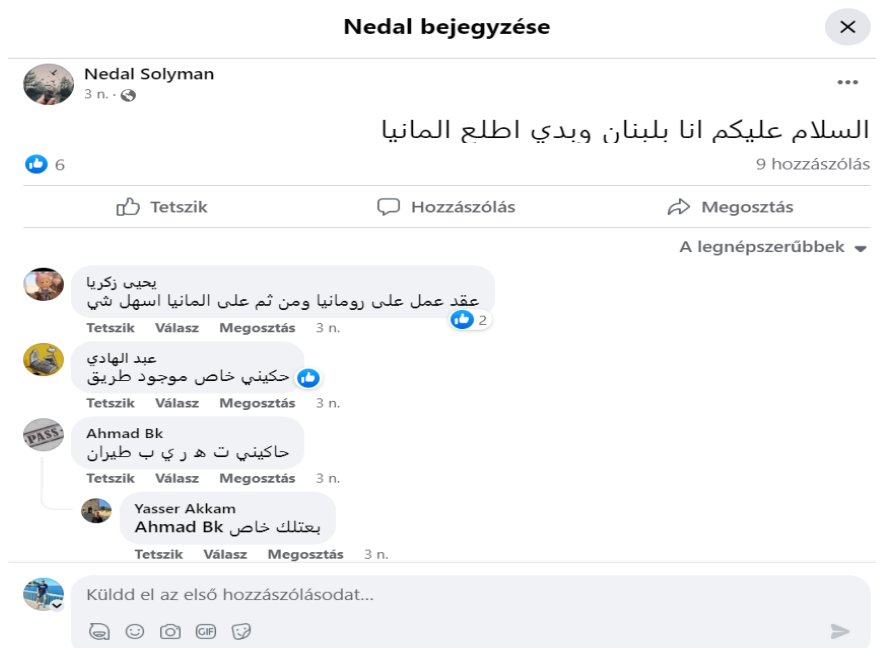 Nedal bejegyzése
Nedal Solyman
3 n. ·
السلام عليكم انا بلبنان وبدي اطلع المانيا
6
9 hozzászólás
Tetszik Hozzászólás Megosztás
A legnépszerűbbek
يحيى زكريا
عقد عمل على رومانيا ومن ثم على المانيا اسهل شي
2
Tetszik Válasz Megosztás 3 n.
عبد الهادي
حكيني خاص موجود طريق
Tetszik Válasz Megosztás 3 n.
PASS
Ahmad Bk
حاكيني ت ه ر ي ب طيران
Tetszik Válasz Megosztás 3 n.
Yasser Akkam
Ahmad Bk بعتلك خاص
Tetszik Válasz Megosztás 3 n.
Küldd el az első hozzászólásodat...
GIF